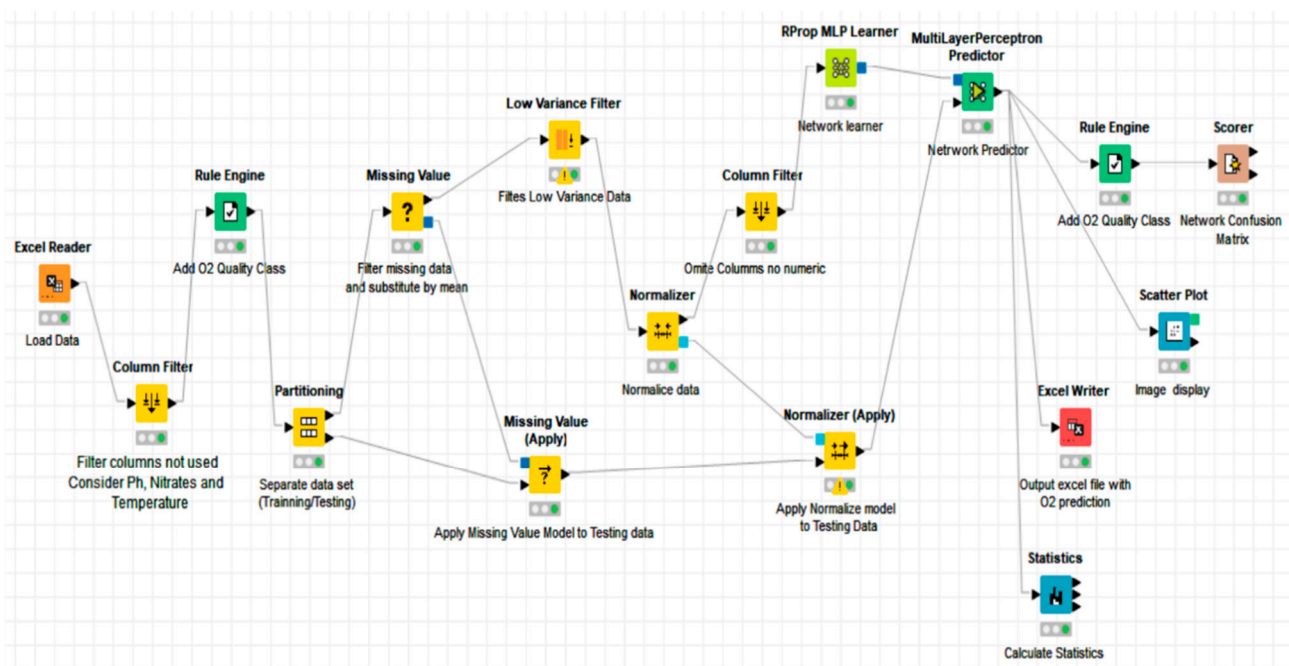 RProp MLP Learner
Network learner
MultiLayerPerceptron
Predictor
Netrwork Predictor
Low Variance Filter
Filtes Low Variance Data
Rule Engine
Add O2 Quality Class
Scorer
Network Confusion
Matrix
Rule Engine
Add O2 Quality Class
Missing Value
Filter missing data
and substitute by mean
Column Filter
Omite Columns no numeric
Excel Reader
Load Data
Normalizer
Normalice data
Scatter Plot
Image display
Column Filter
Filter columns not used
Consider Ph, Nitrates and
Temperature
Partitioning
Separate data set
(Trainning/Testing)
Missing Value
(Apply)
Apply Missing Value Model to Testing data
Normalizer (Apply)
Apply Normalize model
to Testing Data
Excel Writer
Output excel file with
O2 prediction
Statistics
Calculate Statistics